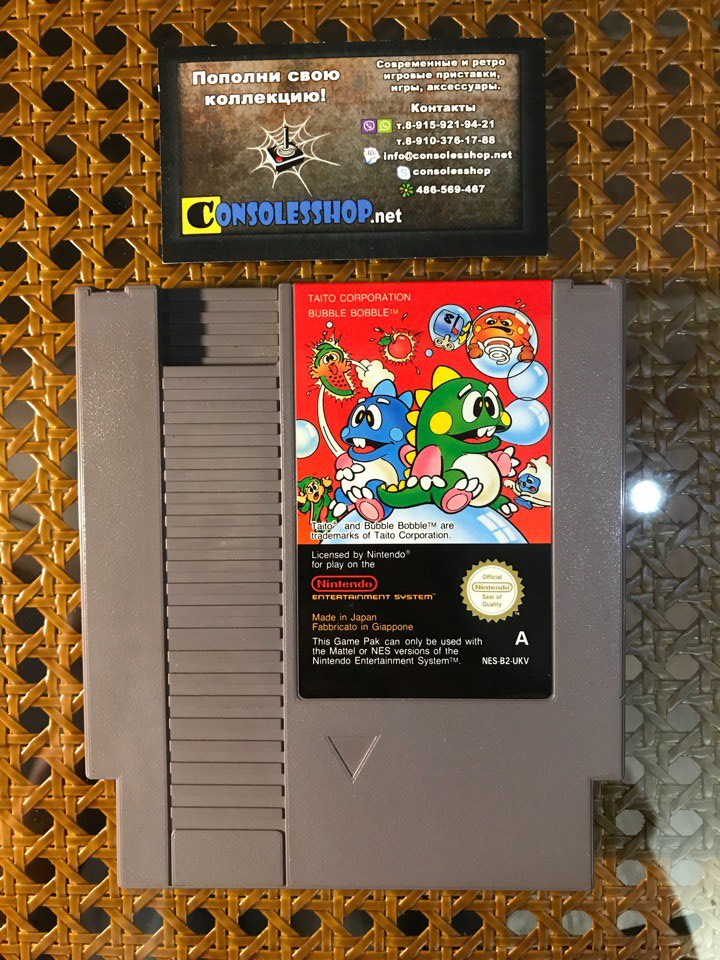 Пополни свою
коллекцию!
Современные и ретро
игровые приставки,
игры, аксессуары.
Контакты
т.8-915-921-94-21
т.8-910-376-17-88
info@consolesshop.net
consolesshop
486-569-467
CONSOLESSHOP.net
TAITO CORPORATION
BUBBLE BOBBLE™
Taito® and Bubble Bobble™ are
trademarks of Taito Corporation.
Licensed by Nintendo®
for play on the
Nintendo®
ENTERTAINMENT SYSTEM™
Official
Nintendo
Seal of
Quality
Made in Japan
Fabbricato in Giappone
This Game Pak can only be used with
the Mattel or NES versions of the
Nintendo Entertainment System™.
A
NES-B2-UKV